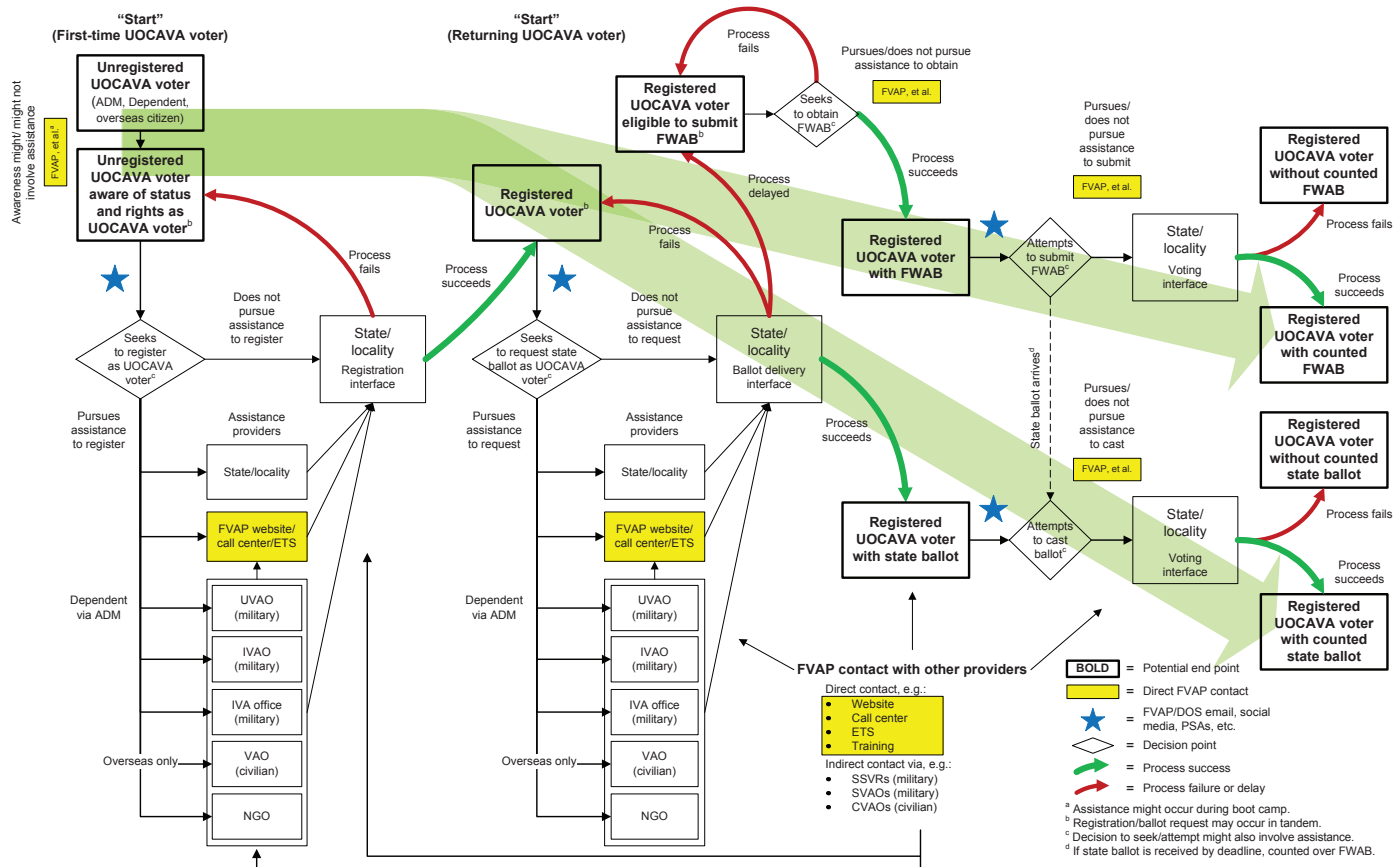 “Start”
(First-time UOCAVA voter)
“Start”
(Returning UOCAVA voter)
Awareness might/ might not
involve assistance
FVAP, et al.a
Unregistered
UOCAVA voter
(ADM, Dependent,
overseas citizen)
Unregistered
UOCAVA voter
aware of status
and rights as
UOCAVA voterb
Process
fails
Process
succeeds
Seeks
to register
as UOCAVA
voterc
Does not
pursue
assistance
to register
State/
locality
Registration
interface
Pursues
assistance
to register
Assistance
providers
State/locality
FVAP website/
call center/ETS
Dependent
via ADM
UVAO
(military)
IVAO
(military)
IVA office
(military)
Overseas only
VAO
(civilian)
NGO
Registered
UOCAVA voterb
Process
fails
Process
delayed
Seeks
to request state
ballot as UOCAVA
voterc
Does not
pursue
assistance
to request
State/
locality
Ballot delivery
interface
Pursues
assistance
to request
Assistance
providers
State/locality
FVAP website/
call center/ETS
Dependent
via ADM
UVAO
(military)
IVAO
(military)
IVA office
(military)
Overseas only
VAO
(civilian)
NGO
Process
succeeds
Process
fails
Registered
UOCAVA voter
eligible to submit
FWABb
Seeks
to obtain
FWABc
Pursues/does not pursue
assistance to obtain
FVAP, et al.
Process
succeeds
Registered
UOCAVA voter
with FWAB
Attempts
to submit
FWABc
Pursues/
does not
pursue
assistance
to submit
FVAP, et al.
State/
locality
Voting
interface
Registered
UOCAVA voter
without counted
FWAB
Process fails
Process
succeeds
Registered
UOCAVA voter
with counted
FWAB
State ballot arrivesd
Pursues/
does not
pursue
assistance
to cast
FVAP, et al.
Registered
UOCAVA voter
with state ballot
Attempts
to cast
ballotc
State/
locality
Voting
interface
Registered
UOCAVA voter
without counted
state ballot
Process fails
Process
succeeds
Registered
UOCAVA voter
with counted
state ballot
FVAP contact with other providers
Direct contact, e.g.:
• Website
• Call center
• ETS
• Training
Indirect contact via, e.g.:
• SSVRs (military)
• SVAOs (military)
• CVAOs (civilian)
BOLD = Potential end point
= Direct FVAP contact
= FVAP/DOS email, social
media, PSAs, etc.
= Decision point
= Process success
= Process failure or delay
a Assistance might occur during boot camp.
b Registration/ballot request may occur in tandem.
c Decision to seek/attempt might also involve assistance.
d If state ballot is received by deadline, counted over FWAB.